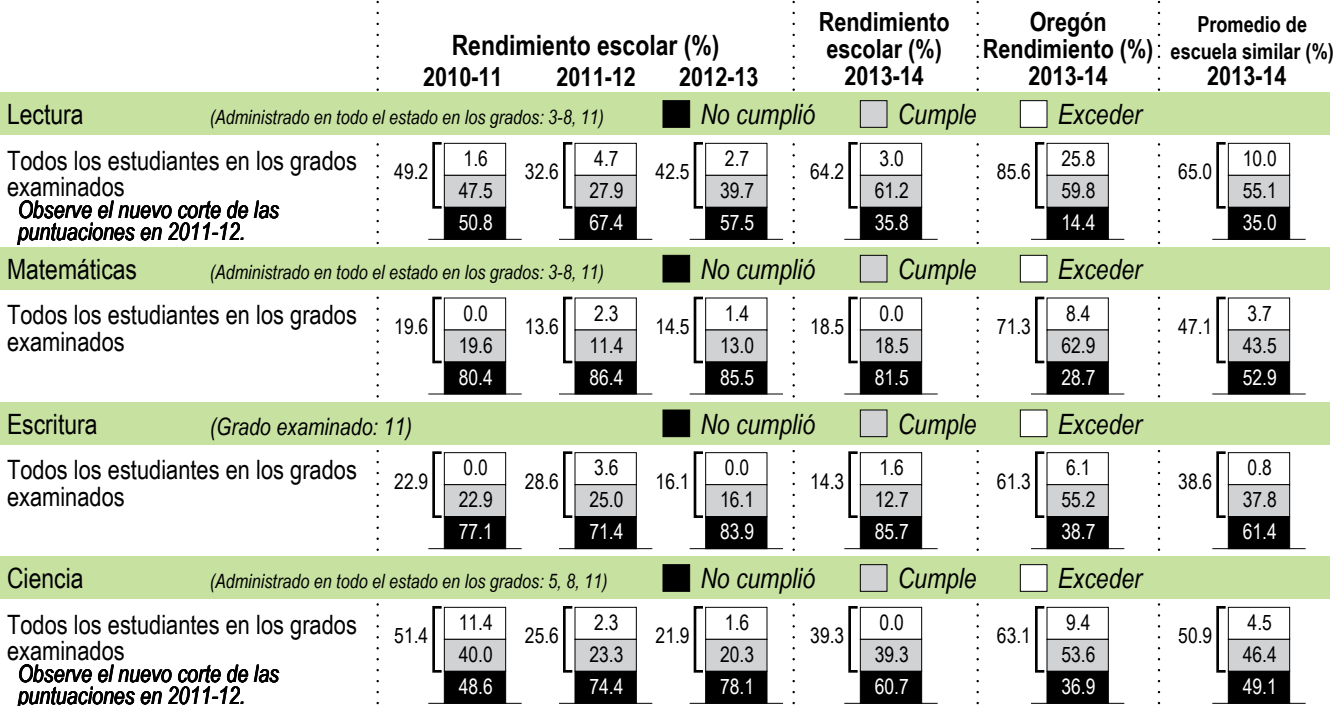 Rendimiento escolar (%)
2010-11 2011-12 2012-13
Rendimiento
escolar (%)
2013-14
Oregón
Rendimiento (%)
2013-14
Promedio de
escuela similar (%)
2013-14
Lectura (Administrado en todo el estado en los grados: 3-8, 11) No cumplió Cumple Exceder
Todos los estudiantes en los grados
examinados
Observe el nuevo corte de las
puntuaciones en 2011-12.
49.2 1.6 47.5 50.8
32.6 4.7 27.9 67.4
42.5 2.7 39.7 57.5
64.2 3.0 61.2 35.8
85.6 25.8 59.8 14.4
65.0 10.0 55.1 35.0
Matemáticas (Administrado en todo el estado en los grados: 3-8, 11) No cumplió Cumple Exceder
Todos los estudiantes en los grados
examinados
19.6 0.0 19.6 80.4
13.6 2.3 11.4 86.4
14.5 1.4 13.0 85.5
18.5 0.0 18.5 81.5
71.3 8.4 62.9 28.7
47.1 3.7 43.5 52.9
Escritura (Grado examinado: 11) No cumplió Cumple Exceder
Todos los estudiantes en los grados
examinados
22.9 0.0 22.9 77.1
28.6 3.6 25.0 71.4
16.1 0.0 16.1 83.9
14.3 1.6 12.7 85.7
61.3 6.1 55.2 38.7
38.6 0.8 37.8 61.4
Ciencia (Administrado en todo el estado en los grados: 5, 8, 11) No cumplió Cumple Exceder
Todos los estudiantes en los grados
examinados
Observe el nuevo corte de las
puntuaciones en 2011-12.
51.4 11.4 40.0 48.6
25.6 2.3 23.3 74.4
21.9 1.6 20.3 78.1
39.3 0.0 39.3 60.7
63.1 9.4 53.6 36.9
50.9 4.5 46.4 49.1